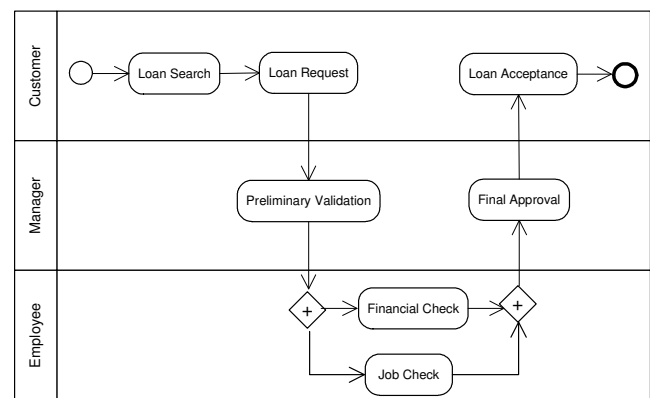 Customer
Loan Search
Loan Request
Loan Acceptance
Manager
Preliminary Validation
Final Approval
Employee
+
Financial Check
+
Job Check